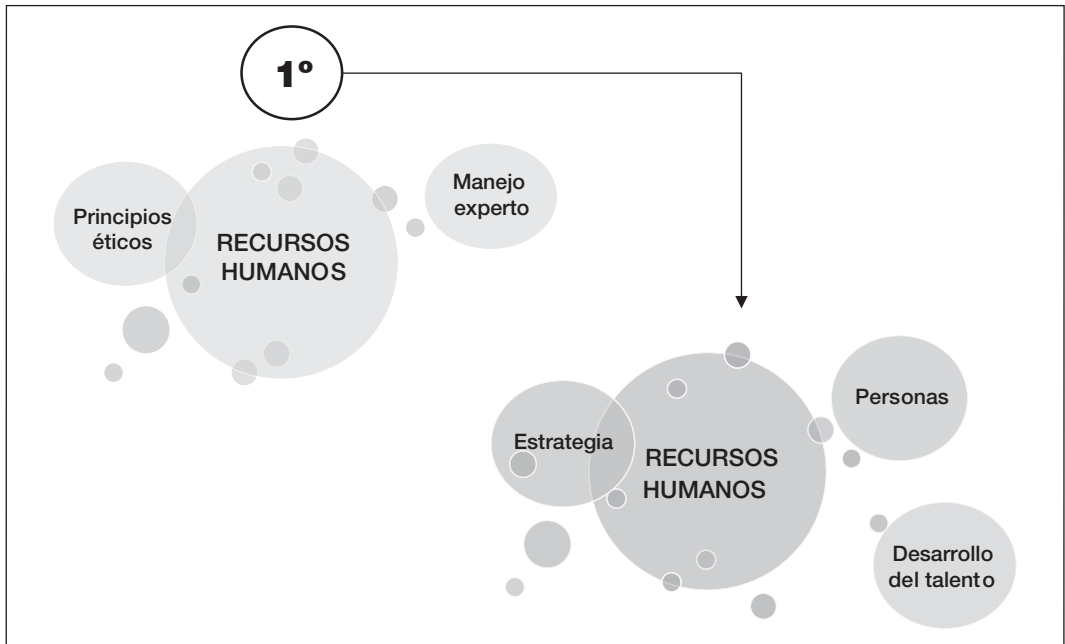 1º
Principios
éticos
RECURSOS
HUMANOS
Manejo
experto
Estrategia
RECURSOS
HUMANOS
Personas
Desarrollo
del talento